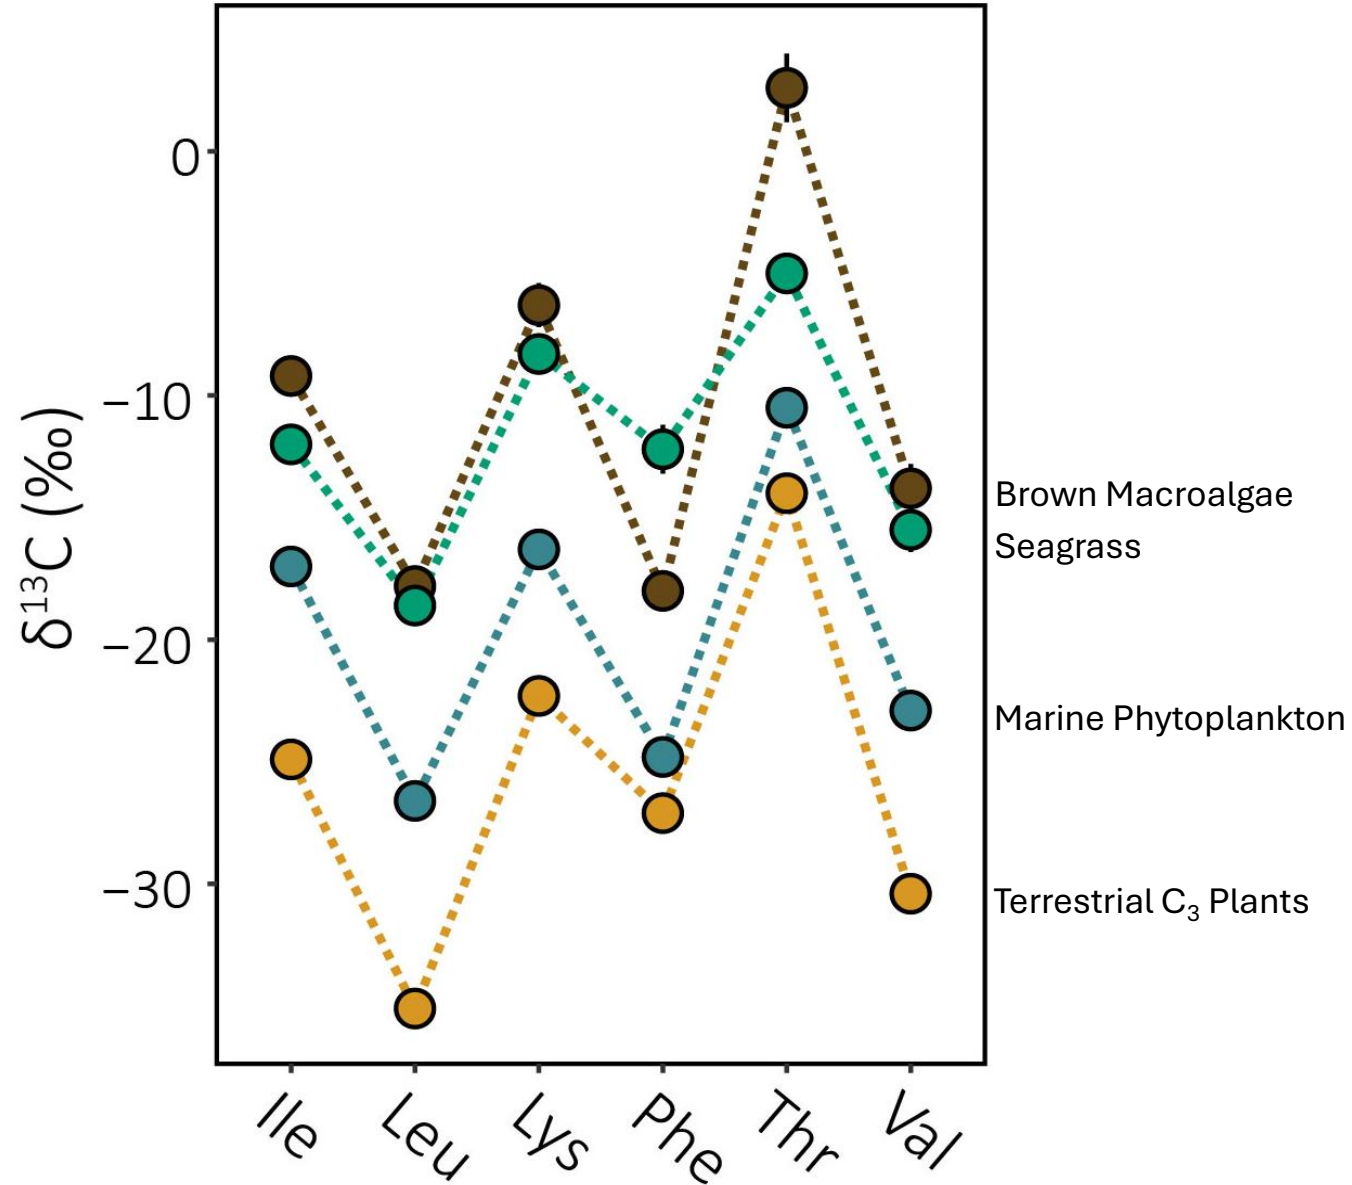 δ¹³C (‰)
0
−10
−20
−30
Ile
Leu
Lys
Phe
Thr
Val
Brown Macroalgae
Seagrass
Marine Phytoplankton
Terrestrial C₃ Plants